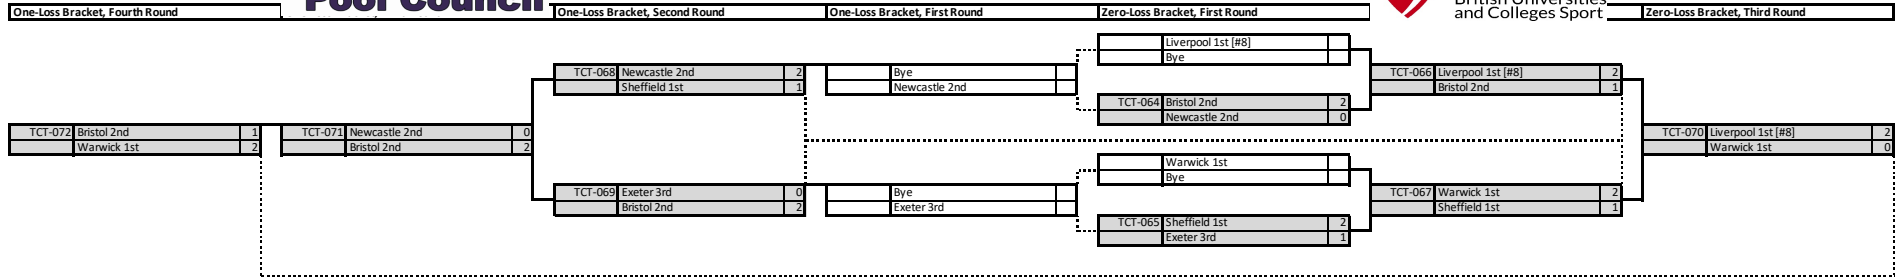 Pool Council
British Universities
and Colleges Sport
One-Loss Bracket, Fourth Round
One-Loss Bracket, Second Round
One-Loss Bracket, First Round
Zero-Loss Bracket, First Round
Zero-Loss Bracket, Third Round
TCT-072 Bristol 2nd 1
Warwick 1st 2
TCT-071 Newcastle 2nd 0
Bristol 2nd 2
TCT-068 Newcastle 2nd 2
Sheffield 1st 1
TCT-069 Exeter 3rd 0
Bristol 2nd 2
Bye
Newcastle 2nd
Bye
Exeter 3rd
Liverpool 1st [#8]
Bye
TCT-064 Bristol 2nd 2
Newcastle 2nd 0
Warwick 1st
Bye
TCT-065 Sheffield 1st 2
Exeter 3rd 1
TCT-066 Liverpool 1st [#8] 2
Bristol 2nd 1
TCT-067 Warwick 1st 2
Sheffield 1st 1
TCT-070 Liverpool 1st [#8] 2
Warwick 1st 0